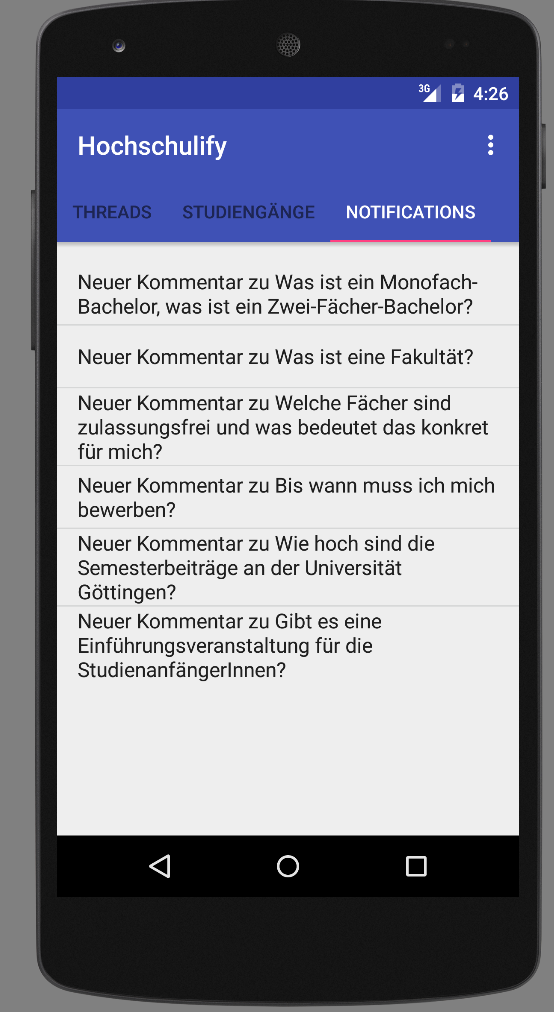 3G 4:26
Hochschulify
THREADS STUDIENGÄNGE NOTIFICATIONS
Neuer Kommentar zu Was ist ein Monofach-
Bachelor, was ist ein Zwei-Fächer-Bachelor?
Neuer Kommentar zu Was ist eine Fakultät?
Neuer Kommentar zu Welche Fächer sind
zulassungsfrei und was bedeutet das konkret
für mich?
Neuer Kommentar zu Bis wann muss ich mich
bewerben?
Neuer Kommentar zu Wie hoch sind die
Semesterbeiträge an der Universität
Göttingen?
Neuer Kommentar zu Gibt es eine
Einführungsveranstaltung für die
StudienanfängerInnen?